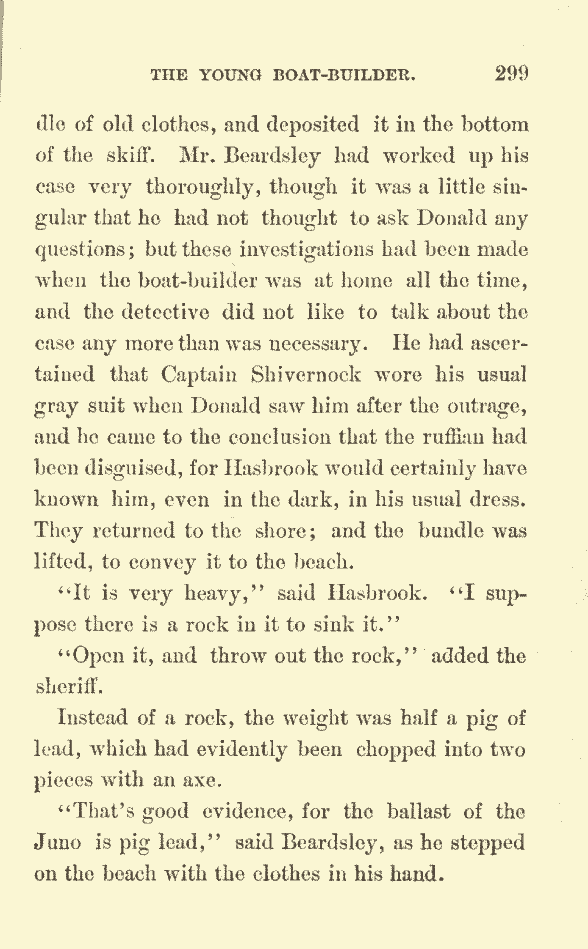 THE YOUNG BOAT-BUILDER. 299
dle of old clothes, and deposited it in the bottom
of the skiff. Mr. Beardsley had worked up his
case very thoroughly, though it was a little sin-
gular that he had not thought to ask Donald any
questions; but these investigations had been made
when the boat-builder was at home all the time,
and the detective did not like to talk about the
case any more than was necessary. He had ascer-
tained that Captain Shivernock wore his usual
gray suit when Donald saw him after the outrage,
and he came to the conclusion that the ruffian had
been disguised, for Hasbrook would certainly have
known him, even in the dark, in his usual dress.
They returned to the shore; and the bundle was
lifted, to convey it to the beach.
"It is very heavy," said Hasbrook. "I sup-
pose there is a rock in it to sink it."
"Open it, and throw out the rock," added the
sheriff.
Instead of a rock, the weight was half a pig of
lead, which had evidently been chopped into two
pieces with an axe.
"That's good evidence, for the ballast of the
Juno is pig lead," said Beardsley, as he stepped
on the beach with the clothes in his hand.